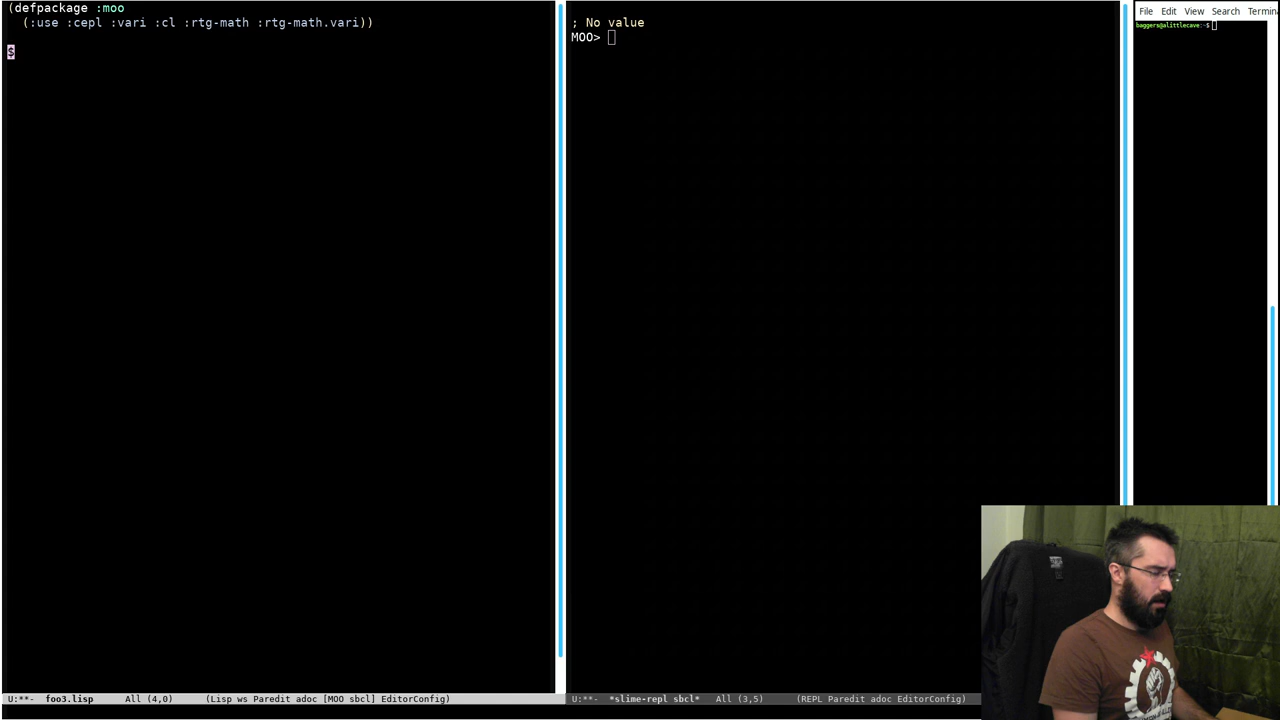 (defpackage :moo
  (:use :cepl :vari :cl :rtg-math :rtg-math.vari))
$
U:**-  foo3.lisp      All (4,0)      (Lisp ws Paredit adoc [MOO sbcl] EditorConfig)
; No value
MOO>
U:**-  *slime-repl sbcl*   All (3,5)      (REPL Paredit adoc EditorConfig)
File  Edit  View  Search  Termin
baggers@alittlecave:~$